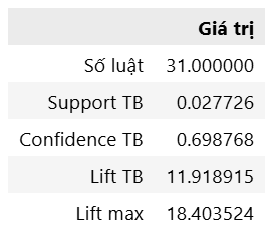 Giá trị
Số luật 31.000000
Support TB 0.027726
Confidence TB 0.698768
Lift TB 11.918915
Lift max 18.403524